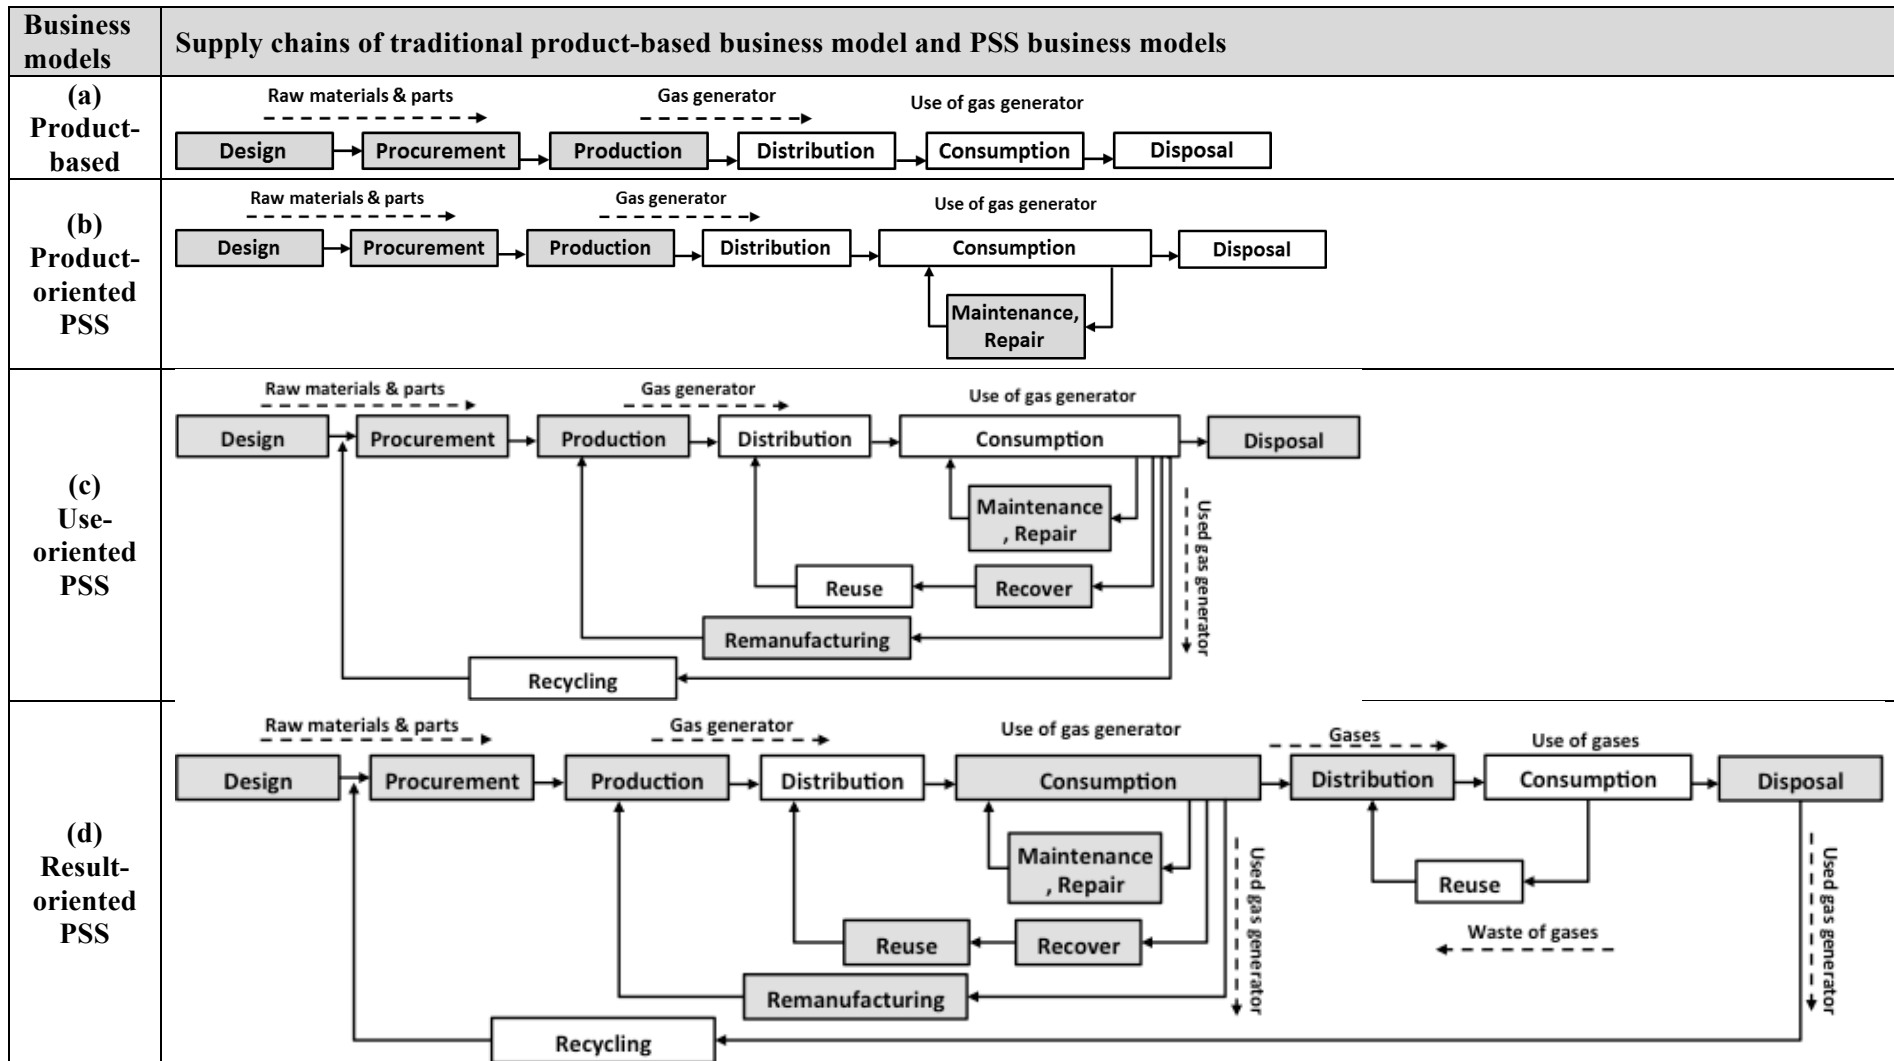 Business
models
Supply chains of traditional product-based business model and PSS business models
(a)
Product-
based
Raw materials & parts
Gas generator
Use of gas generator
Design
Procurement
Production
Distribution
Consumption
Disposal
(b)
Product-
oriented
PSS
Raw materials & parts
Gas generator
Use of gas generator
Design
Procurement
Production
Distribution
Consumption
Disposal
Maintenance,
Repair
(c)
Use-
oriented
PSS
Raw materials & parts
Gas generator
Use of gas generator
Design
Procurement
Production
Distribution
Consumption
Disposal
Maintenance
, Repair
Used gas generator
Reuse
Recover
Remanufacturing
Recycling
(d)
Result-
oriented
PSS
Raw materials & parts
Gas generator
Use of gas generator
Gases
Use of gases
Design
Procurement
Production
Distribution
Consumption
Distribution
Consumption
Disposal
Maintenance
, Repair
Used gas generator
Reuse
Used gas generator
Reuse
Recover
Waste of gases
Remanufacturing
Recycling